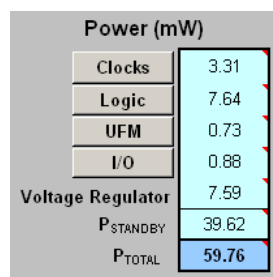 Power (mW)
Clocks 3.31
Logic 7.64
UFM 0.73
I/O 0.88
Voltage Regulator 7.59
PSTANDBY 39.62
PTOTAL 59.76